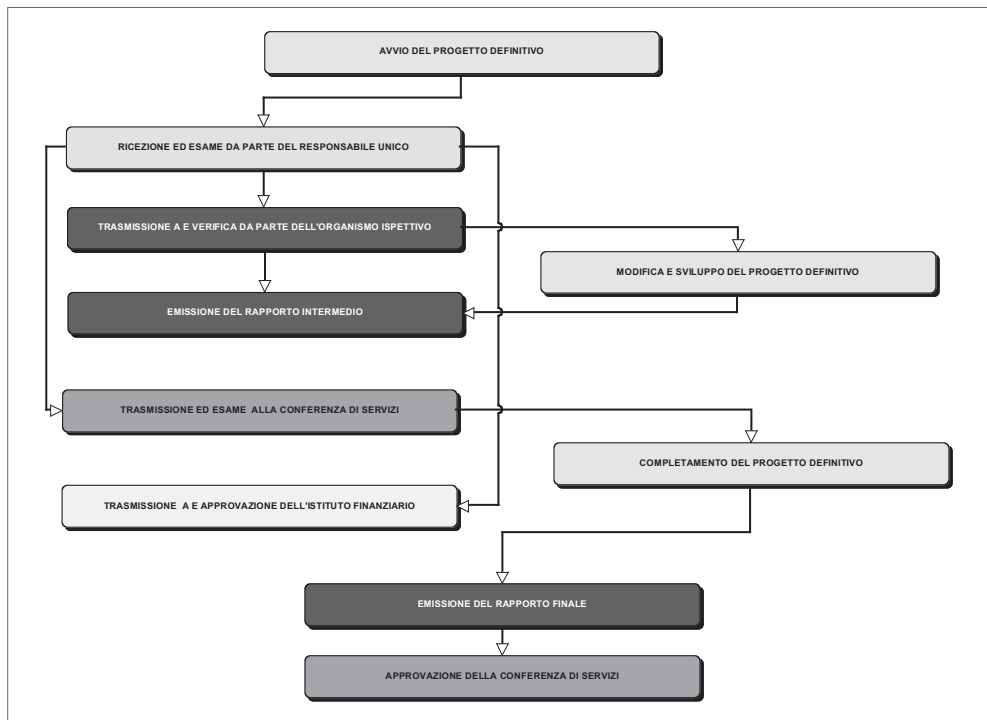 AVVIO DEL PROGETTO DEFINITIVO
RICEZIONE ED ESAME DA PARTE DEL RESPONSABILE UNICO
TRASMISSIONE A E VERIFICA DA PARTE DELL'ORGANISMO ISPETTIVO
MODIFICA E SVILUPPO DEL PROGETTO DEFINITIVO
EMISSIONE DEL RAPPORTO INTERMEDIO
TRASMISSIONE ED ESAME ALLA CONFERENZA DI SERVIZI
COMPLETAMENTO DEL PROGETTO DEFINITIVO
TRASMISSIONE A E APPROVAZIONE DELL'ISTITUTO FINANZIARIO
EMISSIONE DEL RAPPORTO FINALE
APPROVAZIONE DELLA CONFERENZA DI SERVIZI